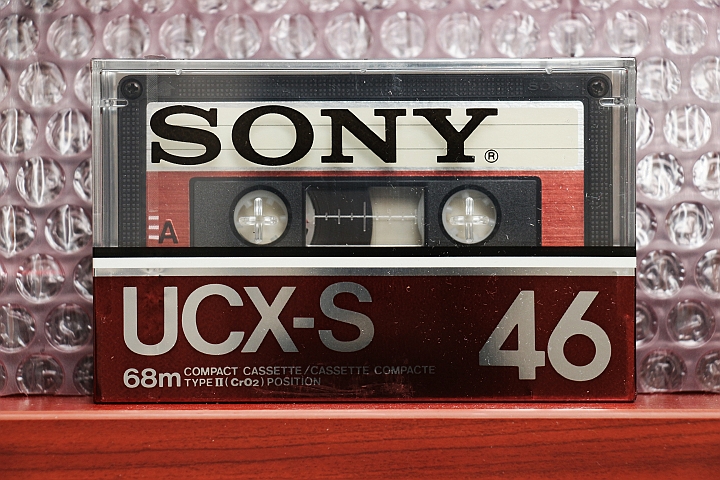 SONY®
A
UCX-S 46
68m COMPACT CASSETTE/CASSETTE COMPACTE
TYPE II (CrO2) POSITION